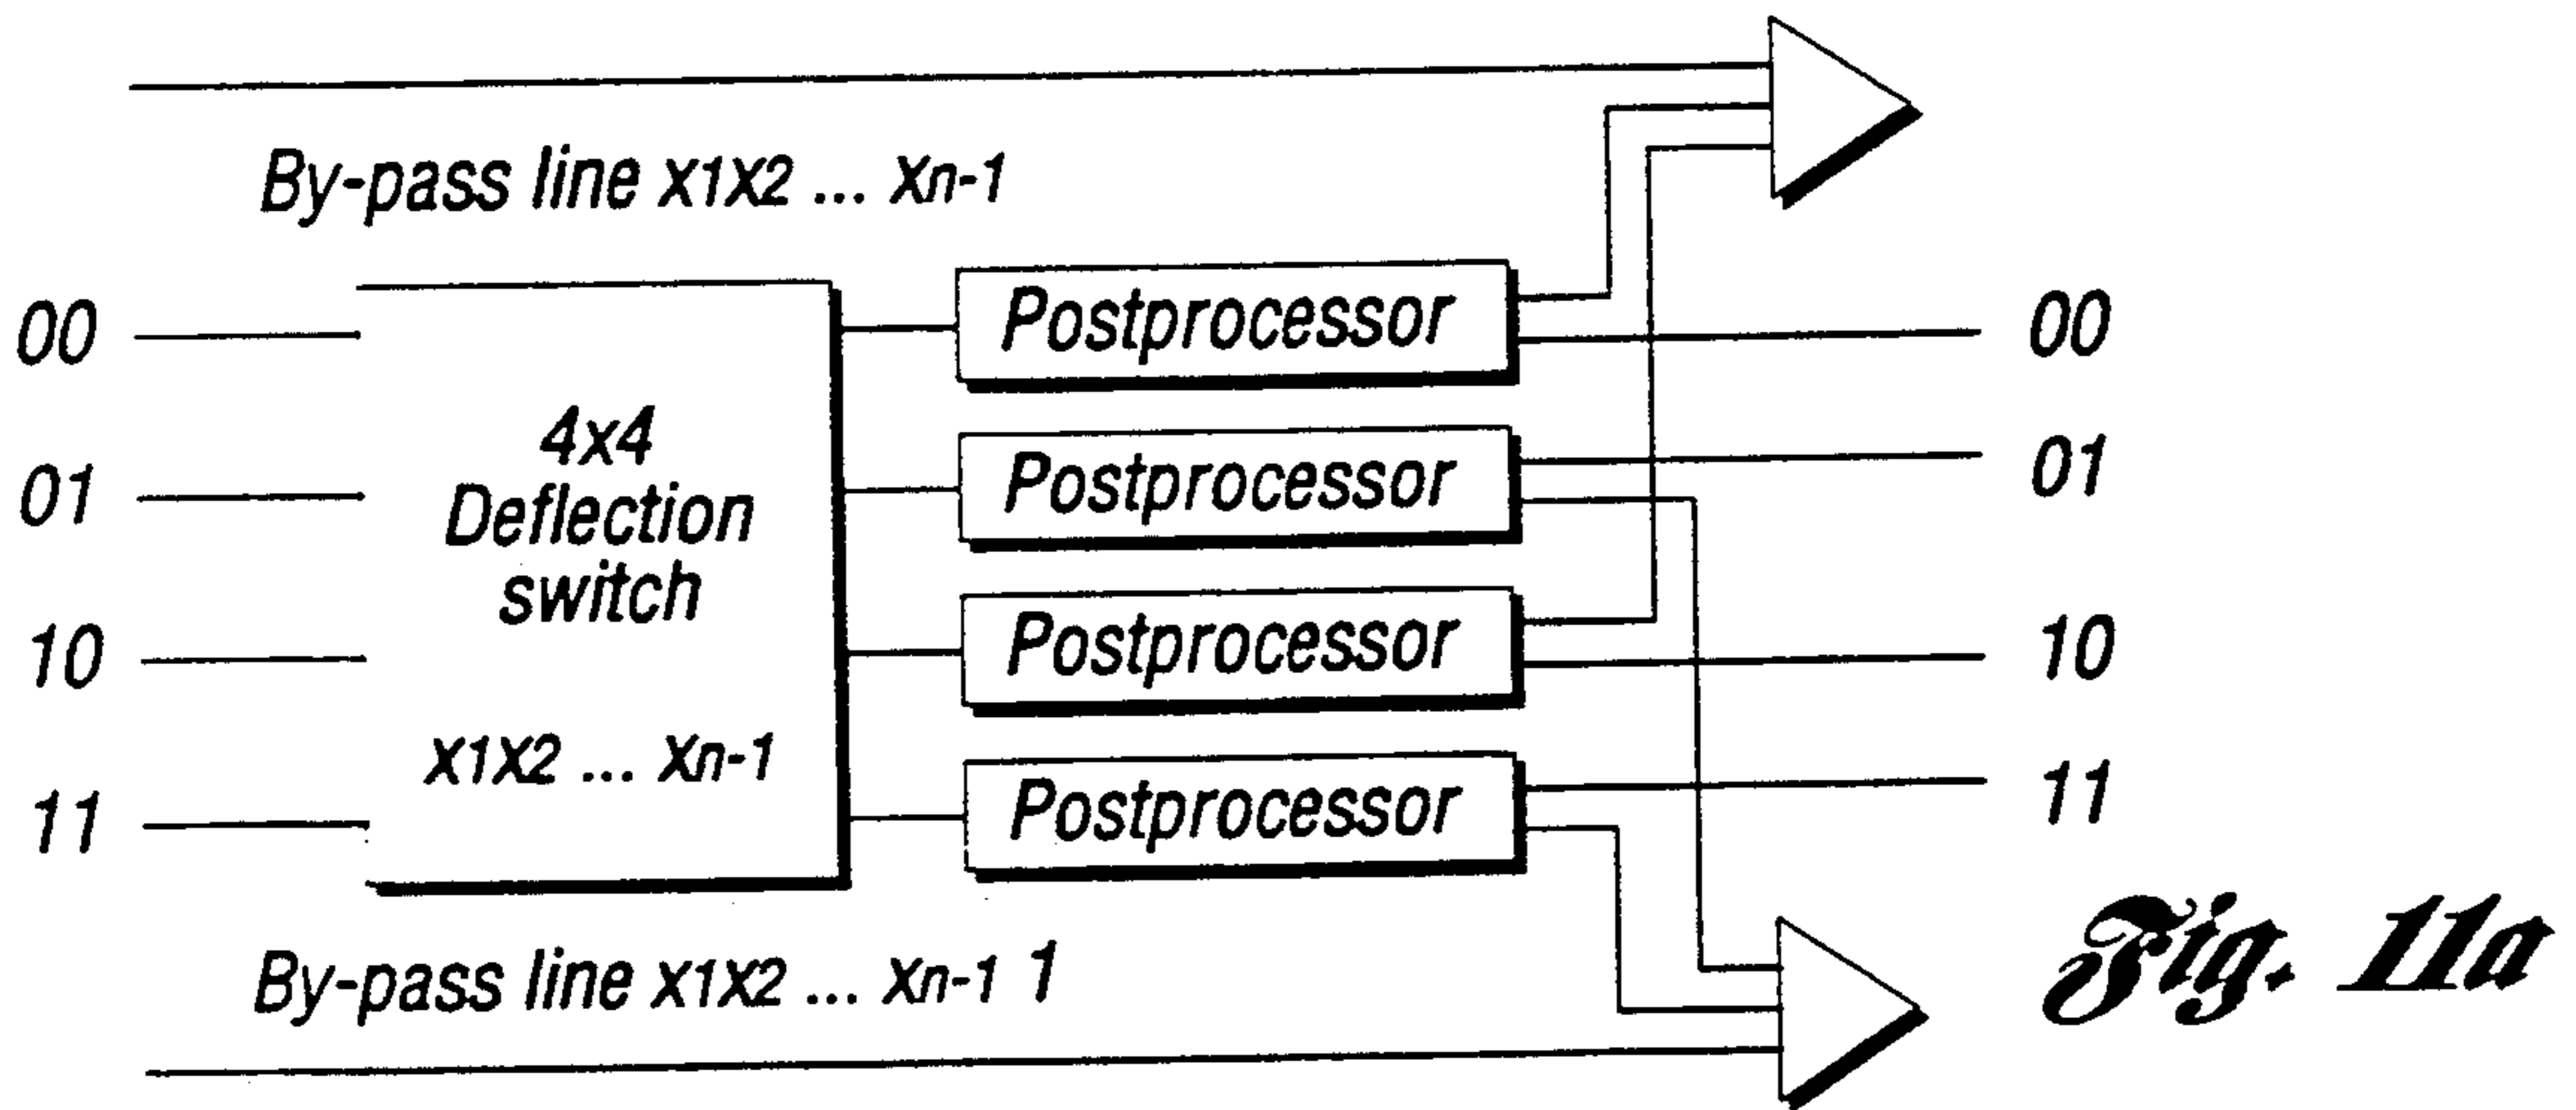 By-pass line x1x2 ... xn-1
00
Postprocessor
00
4x4
Deflection
switch
01
Postprocessor
01
10
Postprocessor
10
x1x2 ... xn-1
11
Postprocessor
11
By-pass line x1x2 ... xn-1 1
Fig. 11a